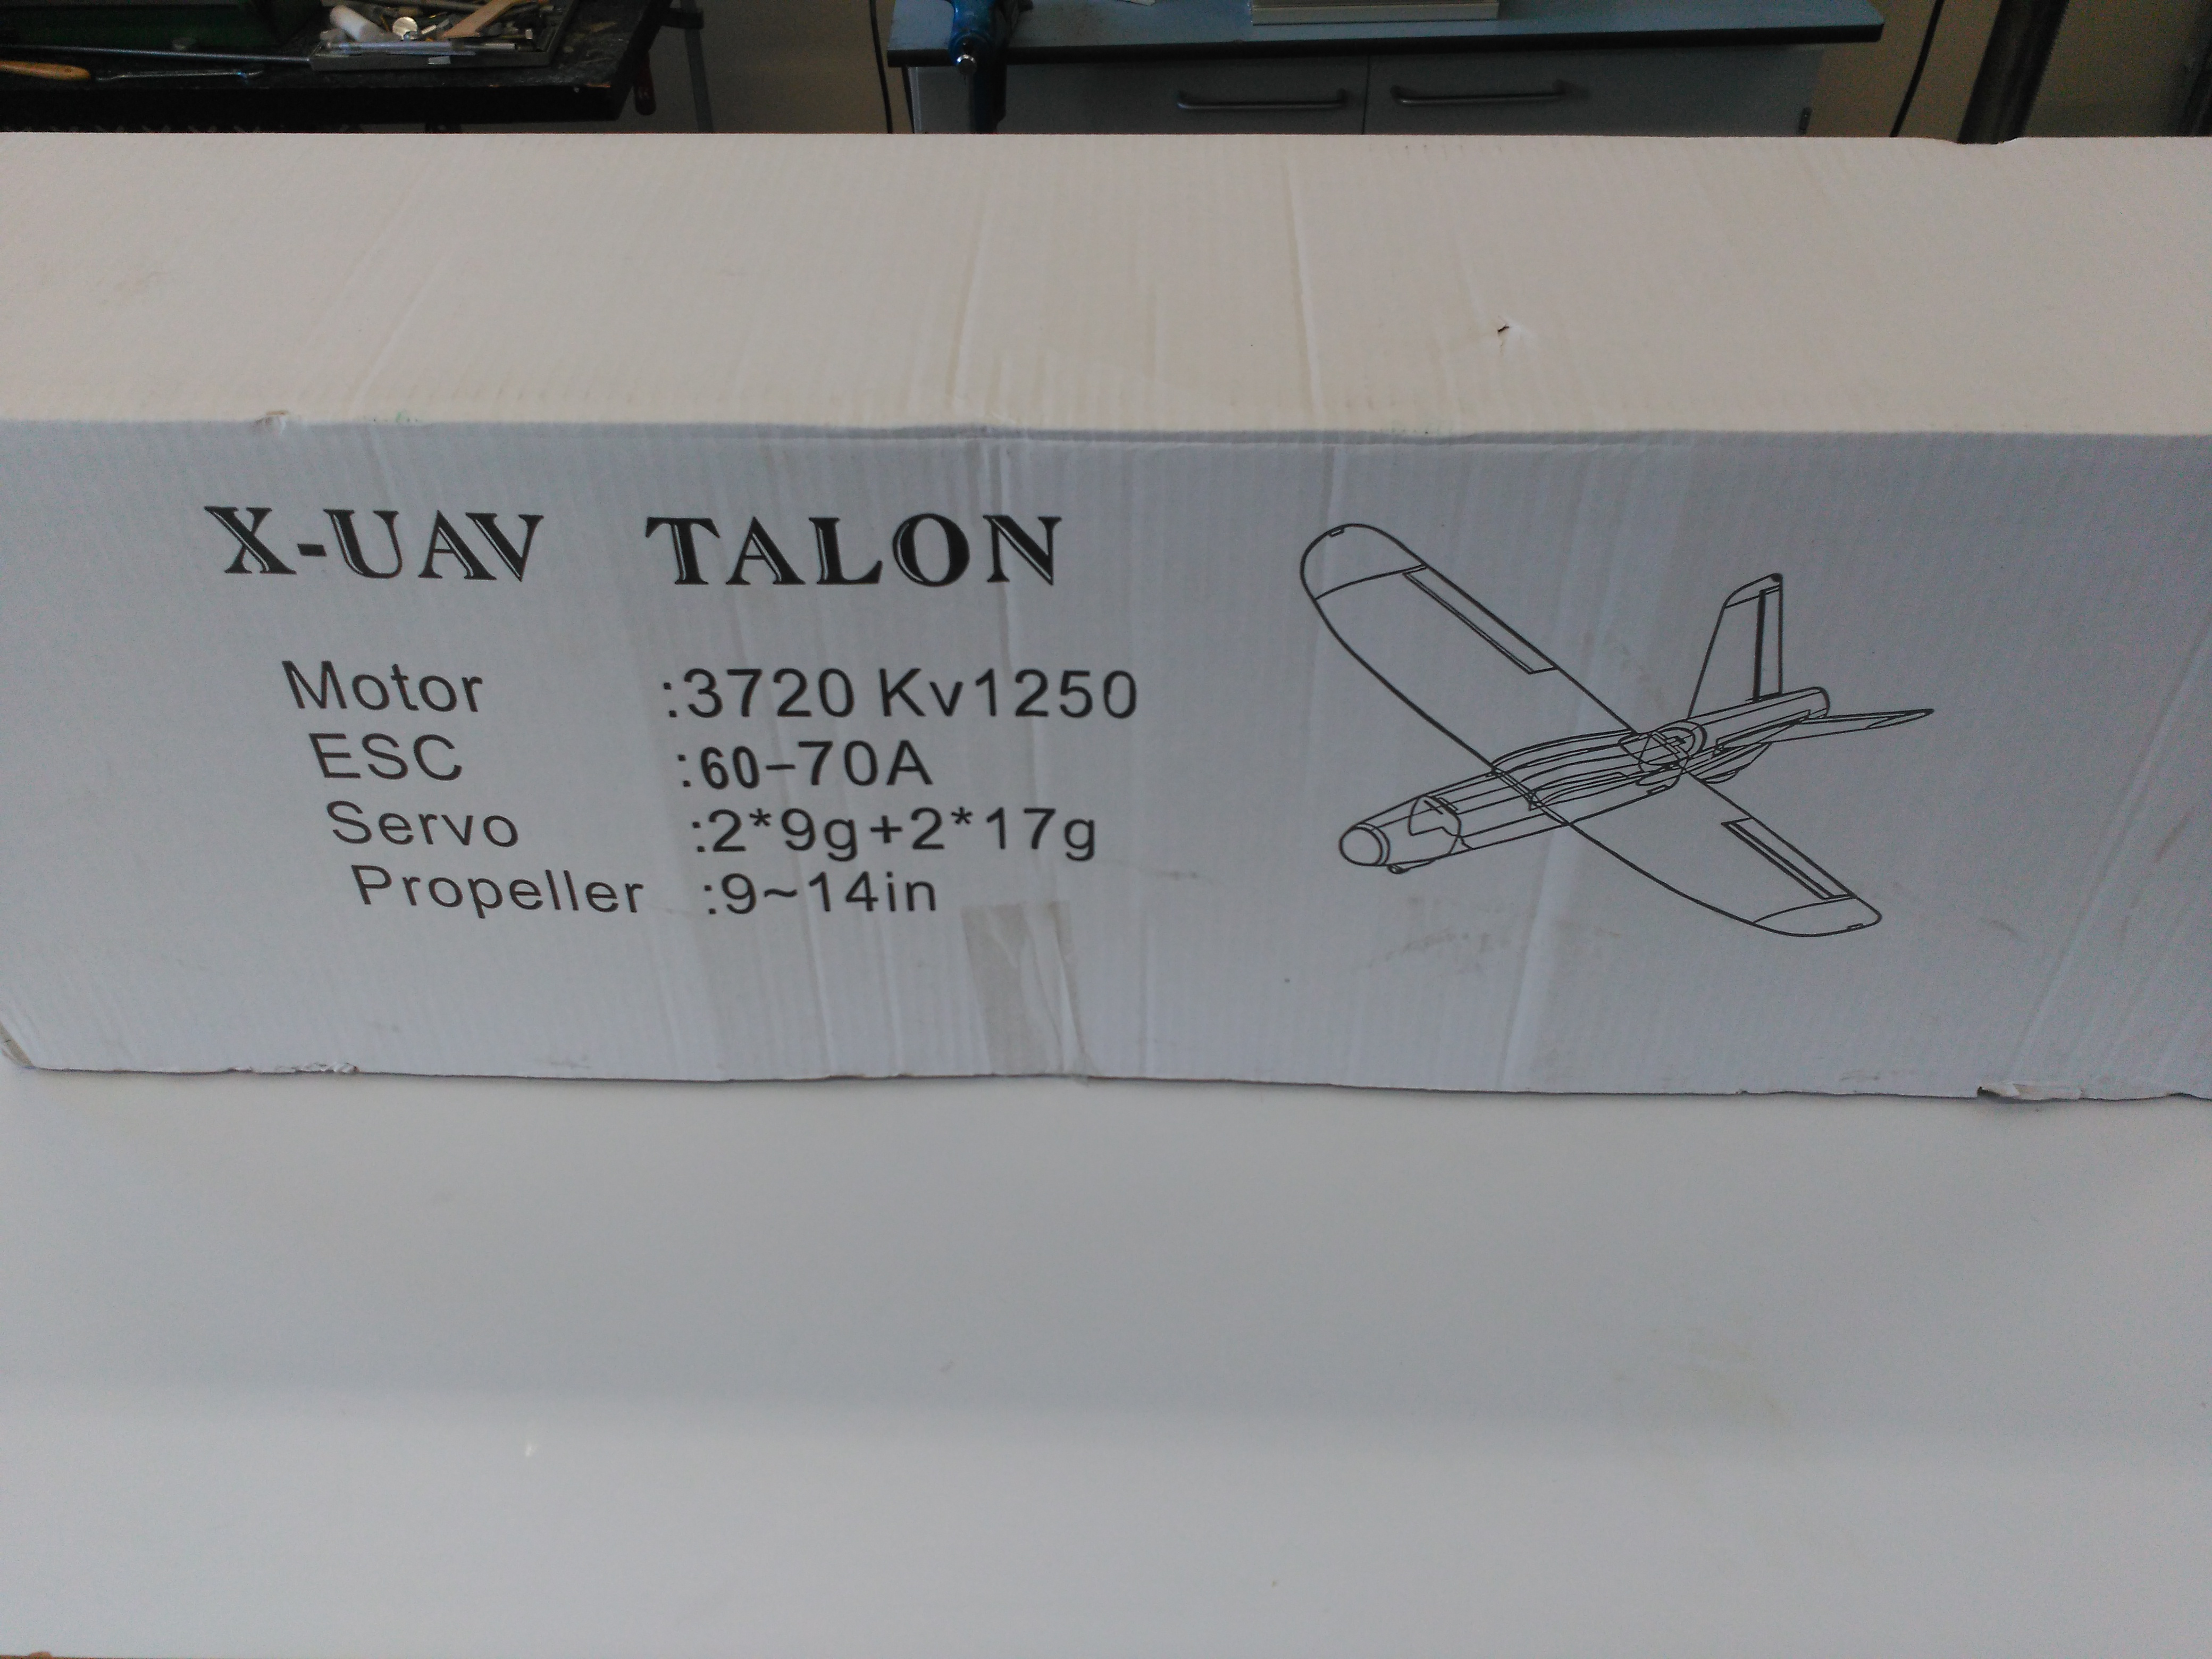 X-UAV TALON
Motor :3720 Kv1250
ESC :60-70A
Servo :2*9g+2*17g
Propeller :9~14in